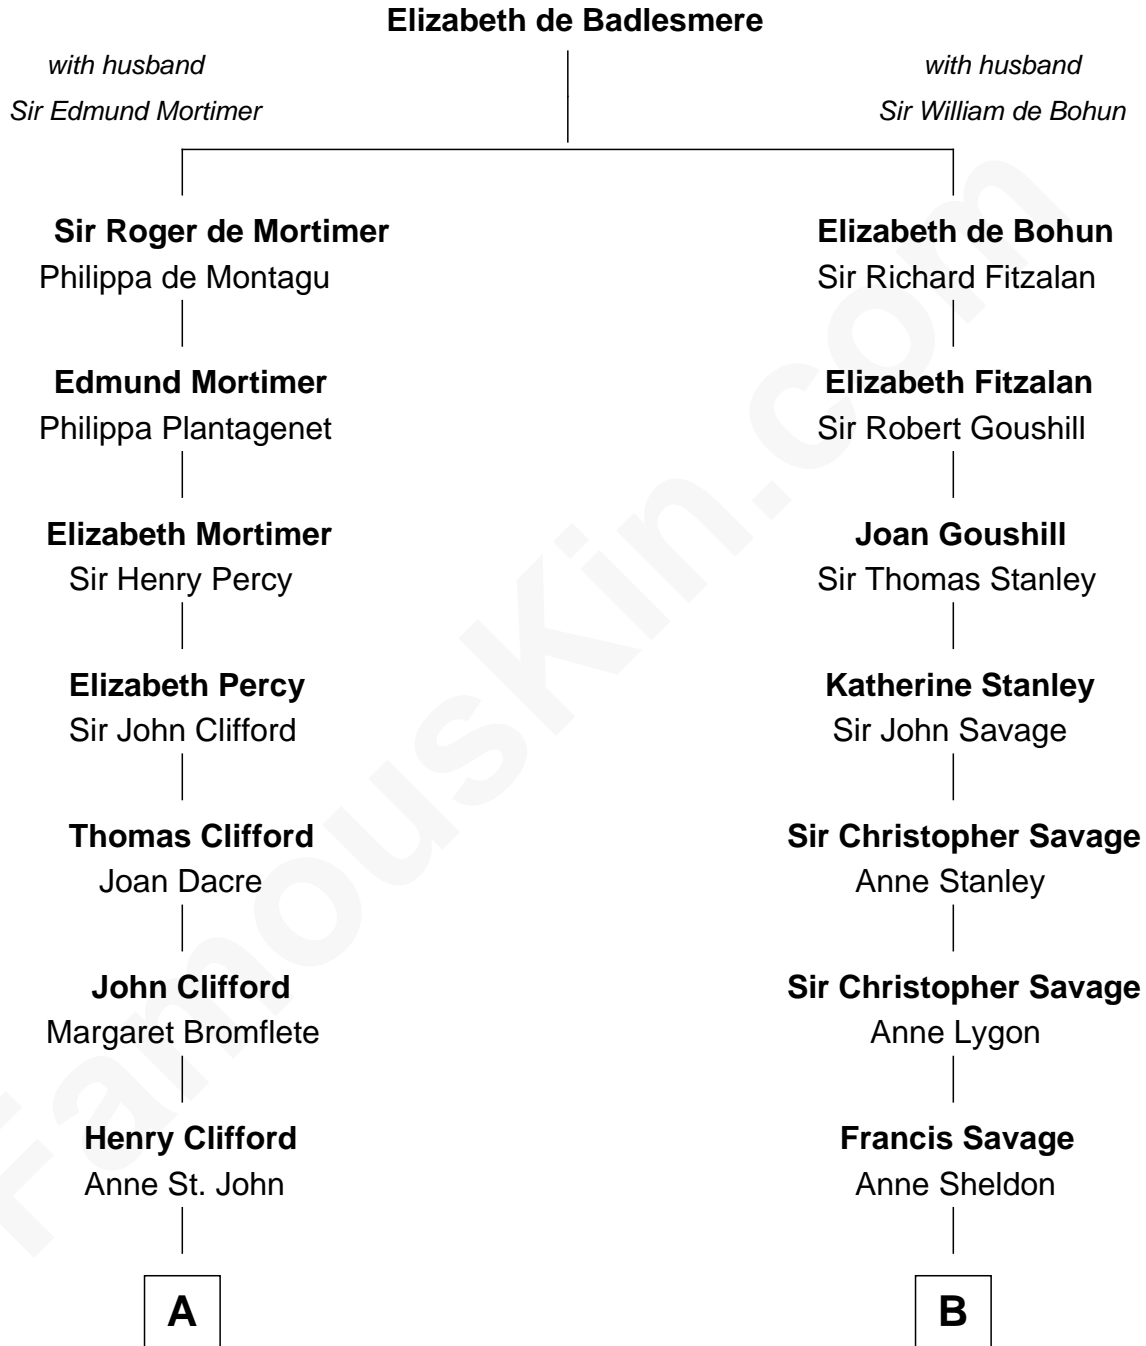 Elizabeth de Badlesmere
with husband
Sir Edmund Mortimer
with husband
Sir William de Bohun
Sir Roger de Mortimer
Philippa de Montagu
Elizabeth de Bohun
Sir Richard Fitzalan
Edmund Mortimer
Philippa Plantagenet
Elizabeth Fitzalan
Sir Robert Goushill
Elizabeth Mortimer
Sir Henry Percy
Joan Goushill
Sir Thomas Stanley
Elizabeth Percy
Sir John Clifford
Katherine Stanley
Sir John Savage
Thomas Clifford
Joan Dacre
Sir Christopher Savage
Anne Stanley
John Clifford
Margaret Bromflete
Sir Christopher Savage
Anne Lygon
Henry Clifford
Anne St. John
Francis Savage
Anne Sheldon
A
B
FamousKin.com